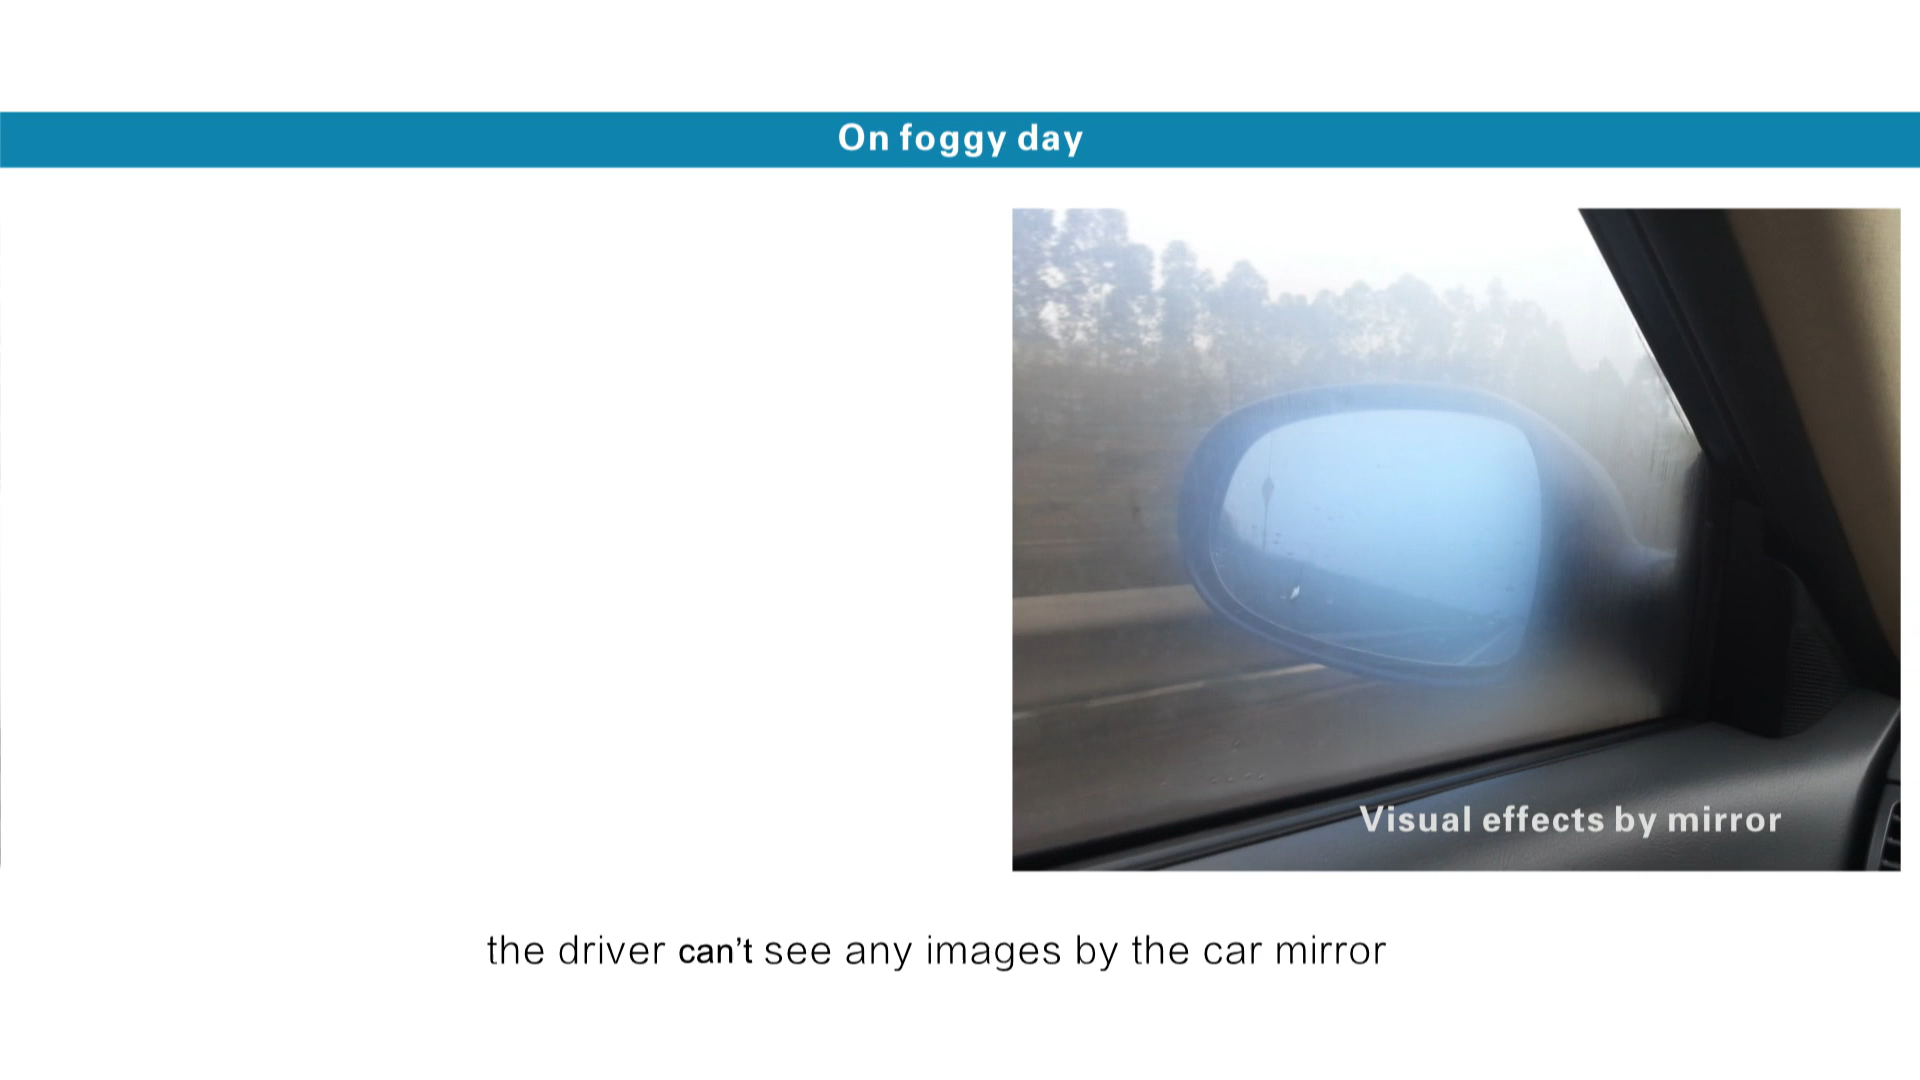 On foggy day
Visual effects by mirror
the driver can't see any images by the car mirror